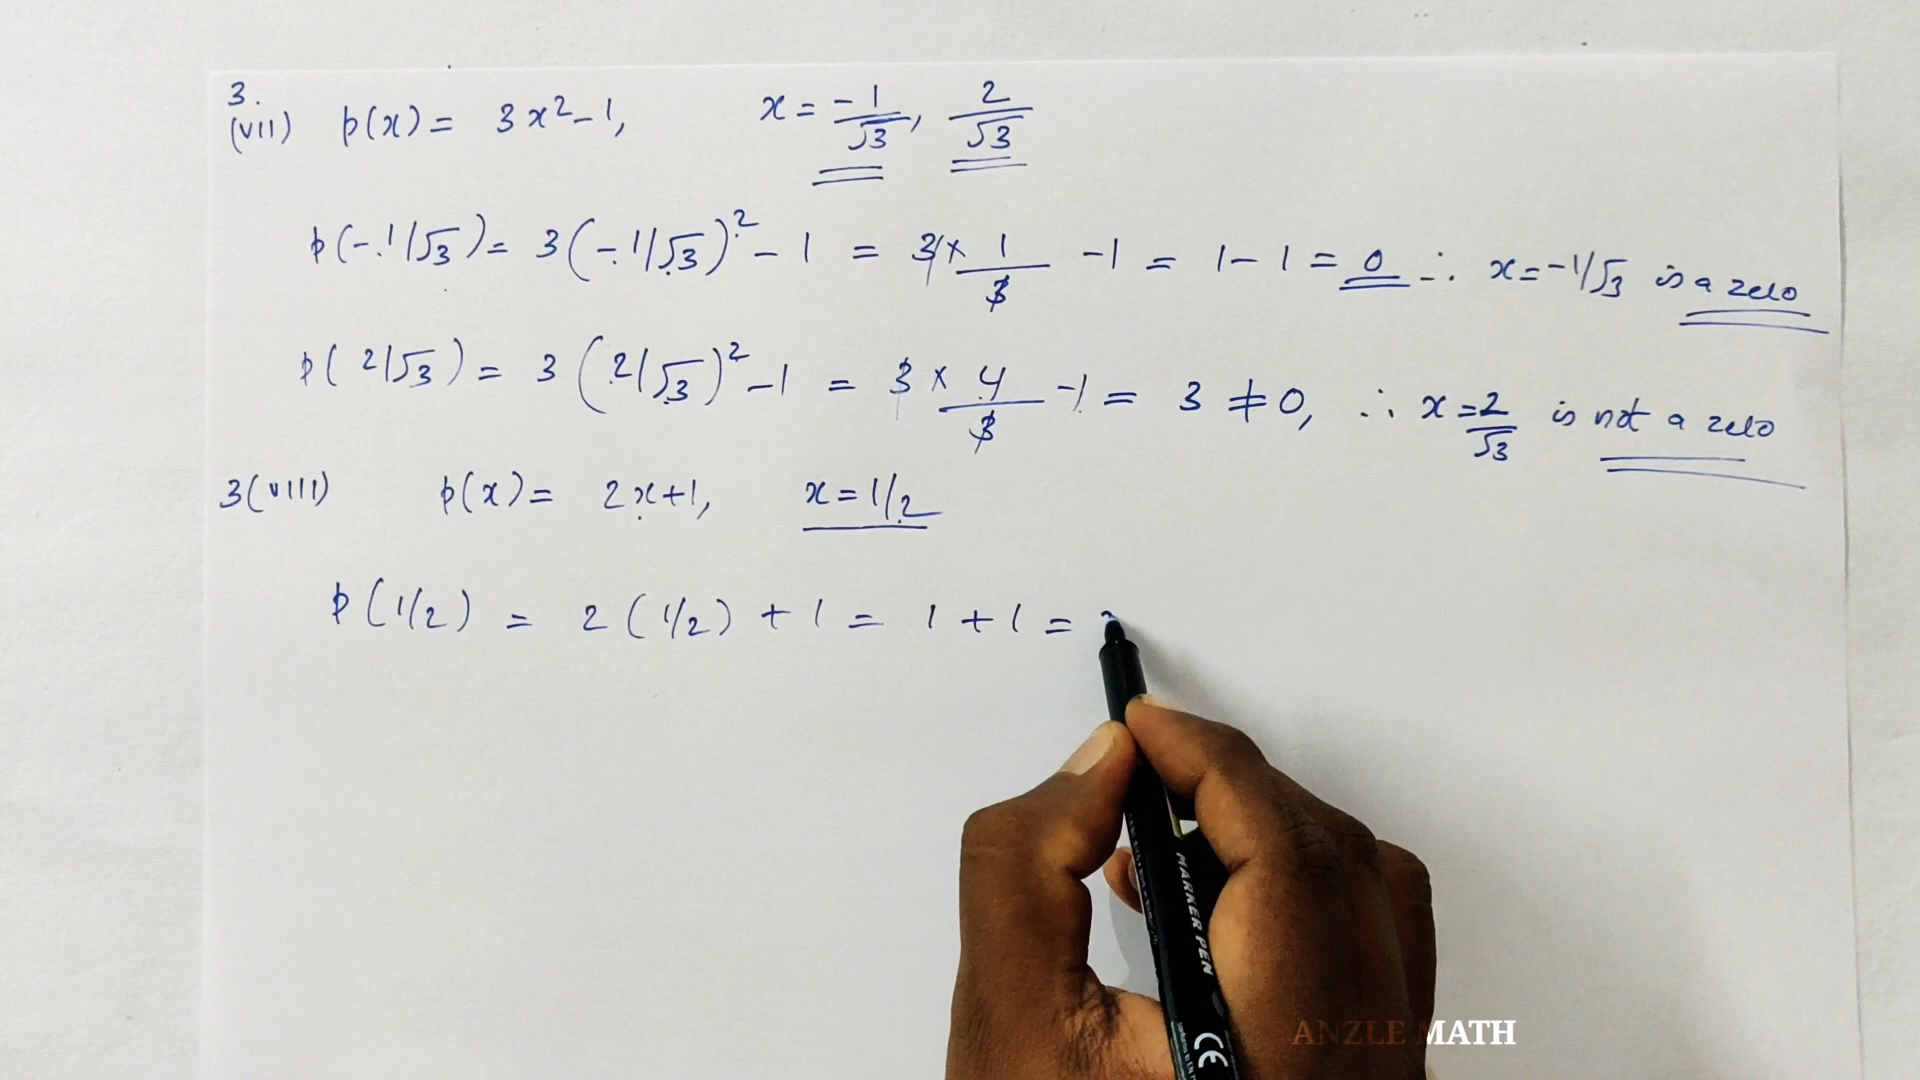 3.
(vii) p(x) = 3x² - 1, x = -1/√3, 2/√3
p(-1/√3) = 3(-1/√3)² - 1 = 3 × 1/3 - 1 = 1 - 1 = 0 ∴ x = -1/√3 is a zero
p(2/√3) = 3(2/√3)² - 1 = 3 × 4/3 - 1 = 3 ≠ 0, ∴ x = 2/√3 is not a zero
3(viii) p(x) = 2x+1, x = 1/2
p(1/2) = 2(1/2) + 1 = 1 + 1 =
MARKER PEN
CE
ANZLE MATH